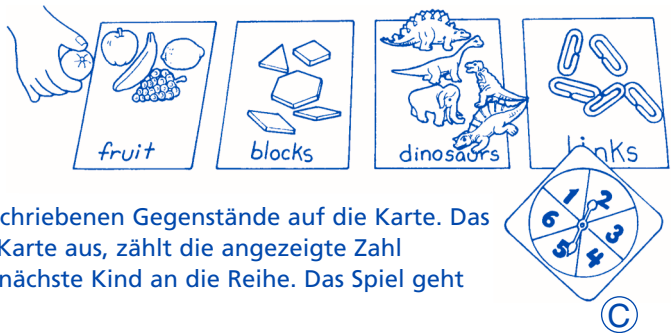 fruit
blocks
dinosaurs
links
1 2 3 4 5 6
chriebenen Gegenstände auf die Karte. Das
Karte aus, zählt die angezeigte Zahl
nächste Kind an die Reihe. Das Spiel geht
C